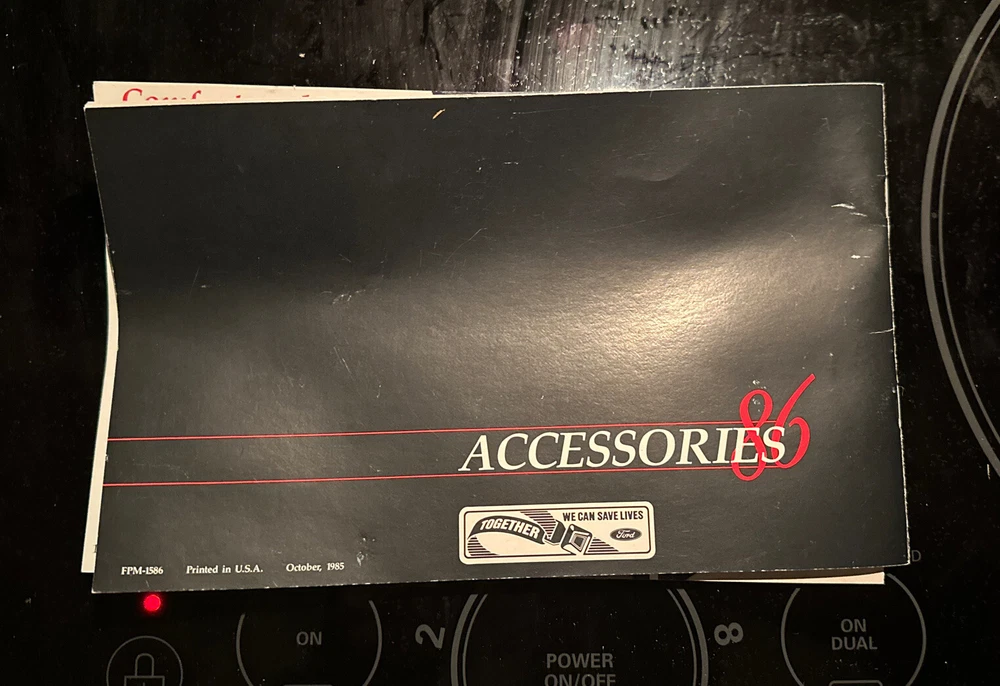 ACCESSORIES 86
TOGETHER
WE CAN SAVE LIVES
Ford
FPM-1586 Printed in U.S.A. October, 1985
ON
2
POWER
ON/OFF
8
ON
DUAL